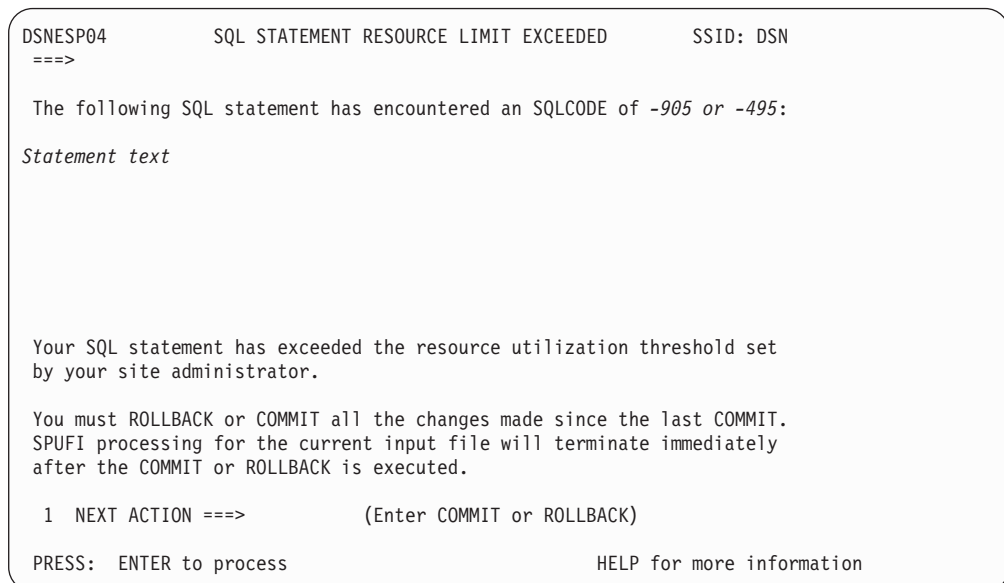 DSNESP04 SQL STATEMENT RESOURCE LIMIT EXCEEDED SSID: DSN
===>
The following SQL statement has encountered an SQLCODE of -905 or -495:
Statement text
Your SQL statement has exceeded the resource utilization threshold set
by your site administrator.
You must ROLLBACK or COMMIT all the changes made since the last COMMIT.
SPUFI processing for the current input file will terminate immediately
after the COMMIT or ROLLBACK is executed.
1 NEXT ACTION ===> (Enter COMMIT or ROLLBACK)
PRESS: ENTER to process HELP for more information